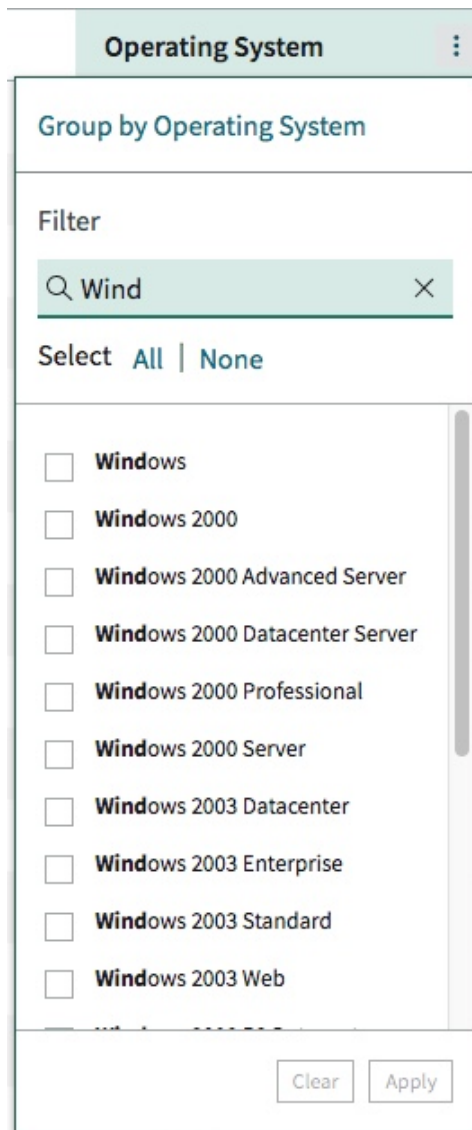 Operating System
Group by Operating System
Filter
Wind
Select All | None
Windows
Windows 2000
Windows 2000 Advanced Server
Windows 2000 Datacenter Server
Windows 2000 Professional
Windows 2000 Server
Windows 2003 Datacenter
Windows 2003 Enterprise
Windows 2003 Standard
Windows 2003 Web
Clear Apply